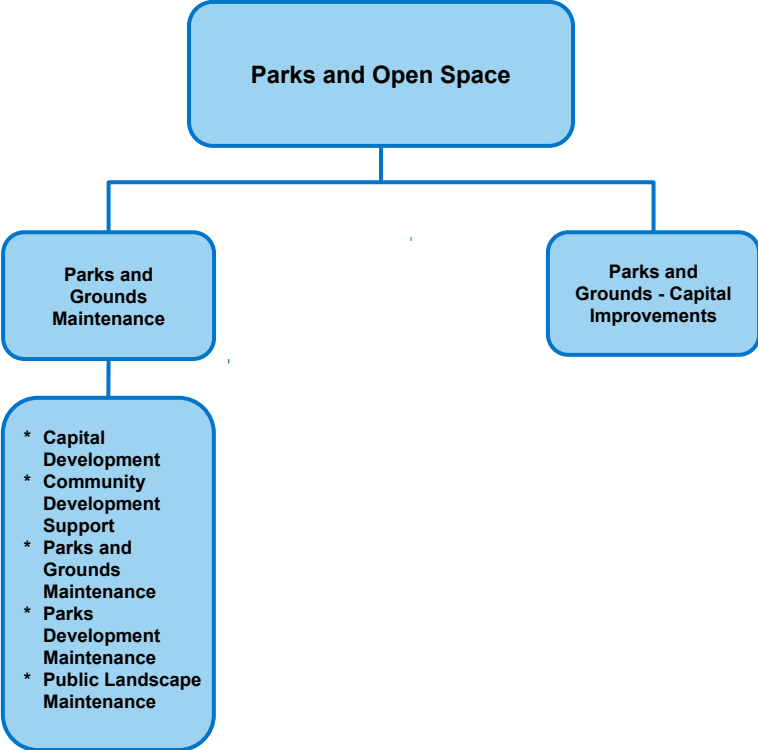 Parks and Open Space
Parks and
Grounds
Maintenance
Parks and
Grounds - Capital
Improvements
* Capital
Development
* Community
Development
Support
* Parks and
Grounds
Maintenance
* Parks
Development
Maintenance
* Public Landscape
Maintenance